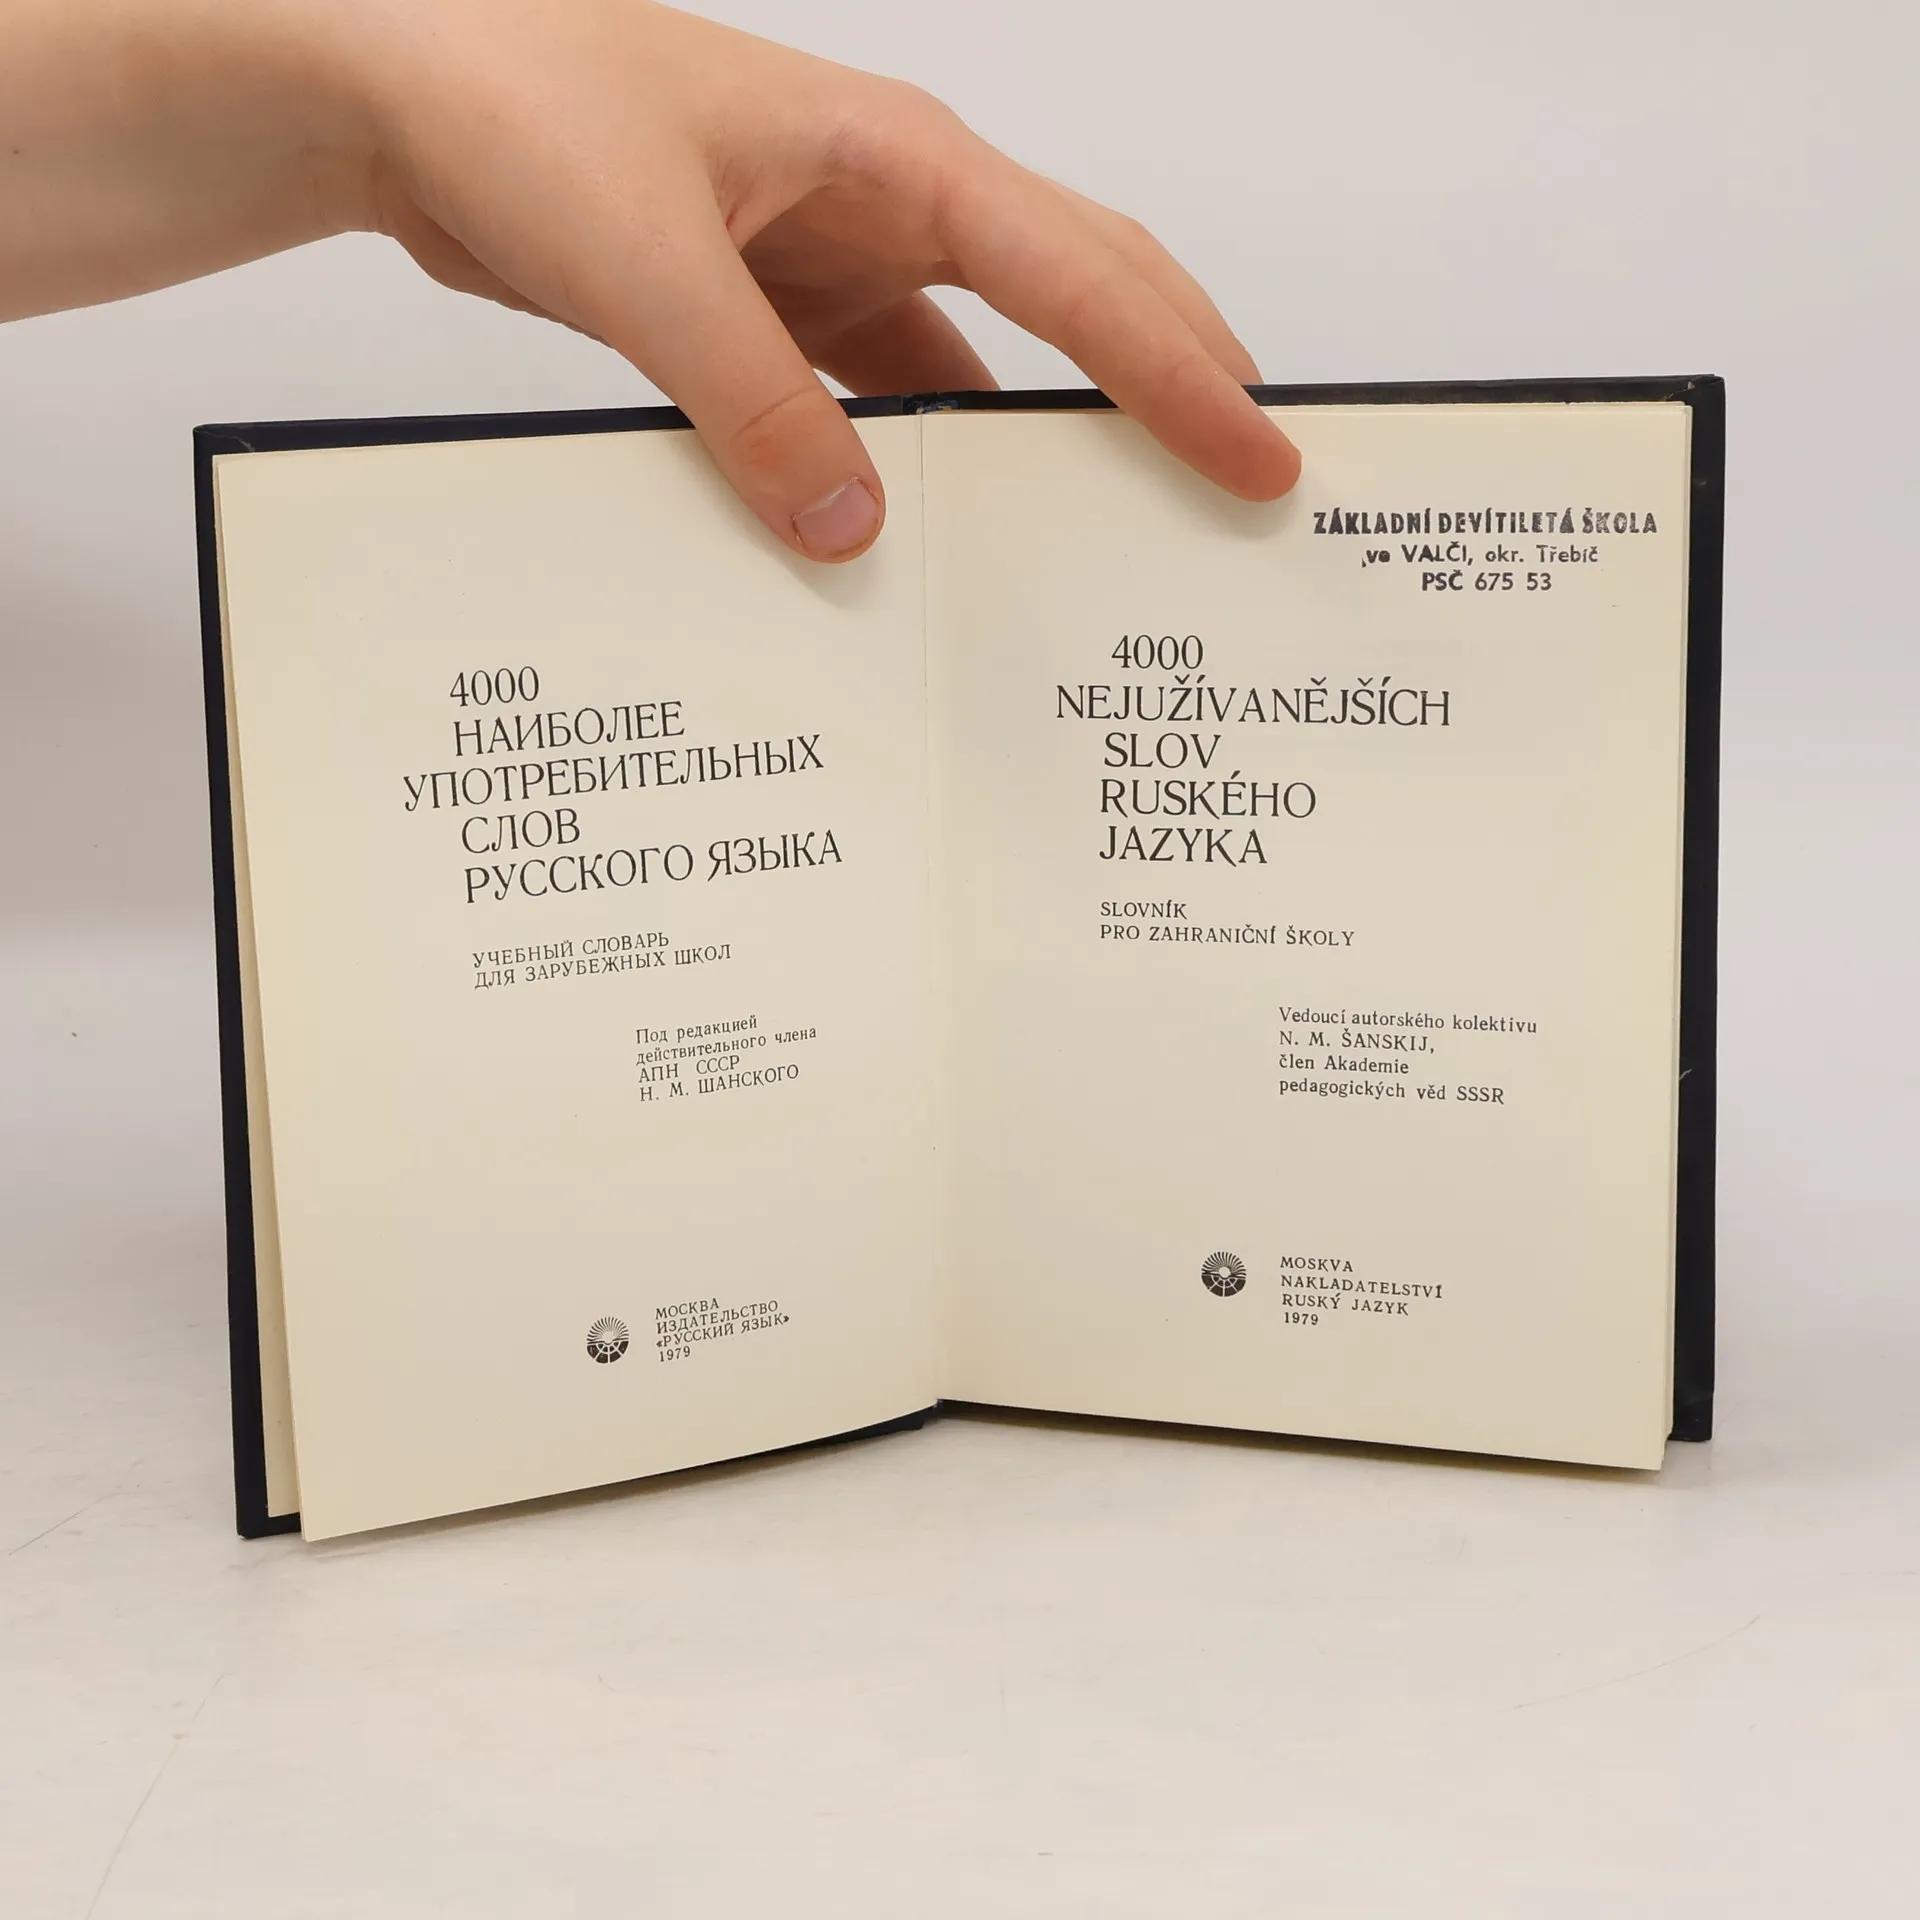 4000
НАИБОЛЕЕ
УПОТРЕБИТЕЛЬНЫХ
СЛОВ
РУССКОГО ЯЗЫКА
УЧЕБНЫЙ СЛОВАРЬ
ДЛЯ ЗАРУБЕЖНЫХ ШКОЛ
Под редакцией
действительного члена
АПН СССР
Н. М. ШАНСКОГО
МОСКВА
ИЗДАТЕЛЬСТВО
«РУССКИЙ ЯЗЫК»
1979
ZÁKLADNÍ DEVÍTILETÁ ŠKOLA
ve VALČI, okr. Třebíč
PSČ 675 53
4000
NEJUŽÍVANĚJŠÍCH
SLOV
RUSKÉHO
JAZYKA
SLOVNÍK
PRO ZAHRANIČNÍ ŠKOLY
Vedoucí autorského kolektivu
N. M. ŠANSKIJ,
člen Akademie
pedagogických věd SSSR
MOSKVA
NAKLADATELSTVÍ
RUSKÝ JAZYK
1979